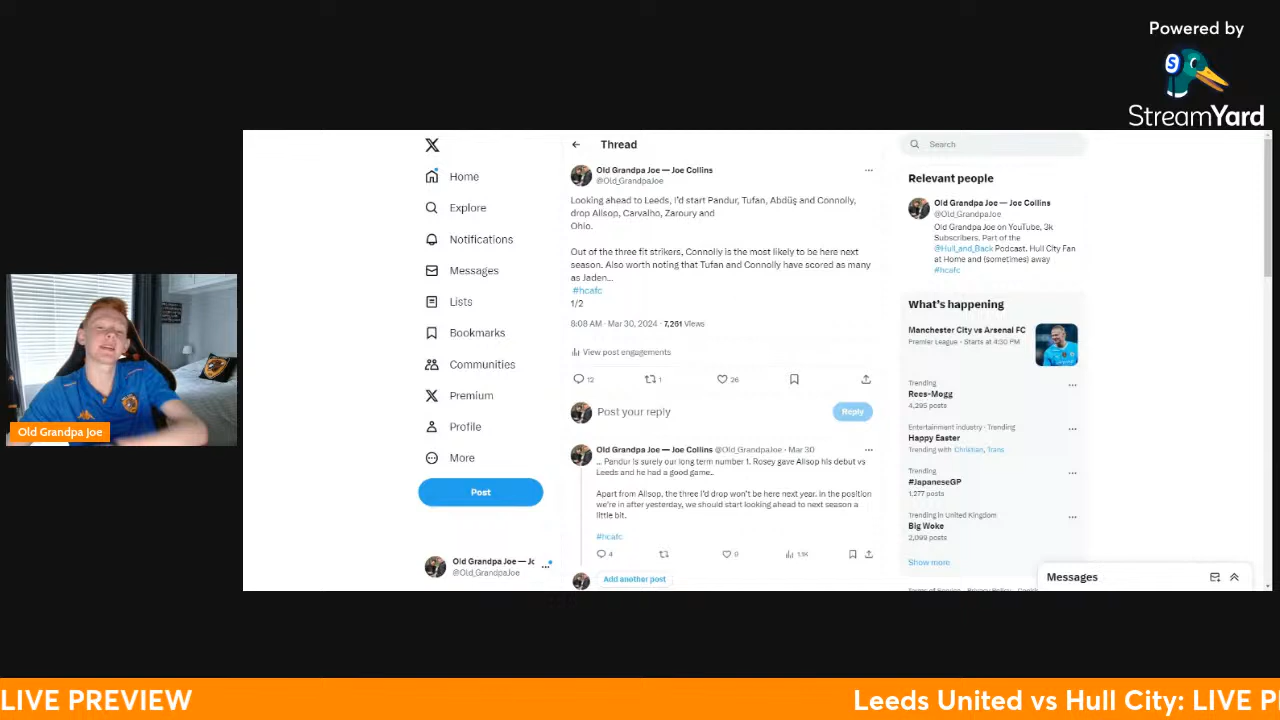 Powered by
StreamYard
Thread
Search
Home
Explore
Notifications
Messages
Lists
Bookmarks
Communities
Premium
Profile
More
Post
Old Grandpa Joe — Jc
@Old_GrandpaJoe
Old Grandpa Joe — Joe Collins
@Old_GrandpaJoe
Looking ahead to Leeds, I'd start Pandur, Tufan, Abdüş and Connolly,
drop Allsop, Carvalho, Zaroury and
Ohio.
Out of the three fit strikers, Connolly is the most likely to be here next
season. Also worth noting that Tufan and Connolly have scored as many
as Jaden...
#hcafc
1/2
8:08 AM · Mar 30, 2024 · 7,261 Views
View post engagements
12
1
26
Post your reply
Reply
Old Grandpa Joe — Joe Collins @Old_GrandpaJoe · Mar 30
... Pandur is surely our long term number 1. Rosey gave Allsop his debut vs
Leeds and he had a good game..
Apart from Allsop, the three I'd drop won't be here next year. In the position
we're in after yesterday, we should start looking ahead to next season a
little bit.
#hcafc
4
0
1.1K
Add another post
Relevant people
Old Grandpa Joe — Joe Collins
@Old_GrandpaJoe
Old Grandpa on YouTube, 3k
Subscribers. Part of the
@Hull_and_Back Podcast. Hull City Fan
at Home and (sometimes) away
#hcafc
What's happening
Manchester City vs Arsenal FC
Premier League · Starts at 4:30 PM
Trending
Rees-Mogg
4,295 posts
Entertainment industry · Trending
Happy Easter
Trending with Christian, Trans
Trending
#JapaneseGP
1,277 posts
Trending in United Kingdom
Big Woke
2,099 posts
Show more
Messages
Old Grandpa Joe
LIVE PREVIEW
Leeds United vs Hull City: LIVE P